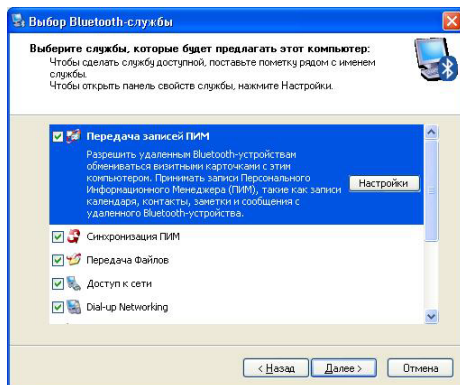 Выбор Bluetooth-службы
Выберите службы, которые будет предлагать этот компьютер:
Чтобы сделать службу доступной, поставьте пометку рядом с именем
службы.
Чтобы открыть панель свойств службы, нажмите Настройки.
Передача записей ПИМ
Разрешить удаленным Bluetooth-устройствам
обмениваться визитными карточками с этим
компьютером. Принимать записи Персонального
Информационного Менеджера (ПИМ), такие как записи
календаря, контакты, заметки и сообщения с
удаленного Bluetooth-устройства.
Настройки
Синхронизация ПИМ
Передача Файлов
Доступ к сети
Dial-up Networking
< Назад
Далее >
Отмена